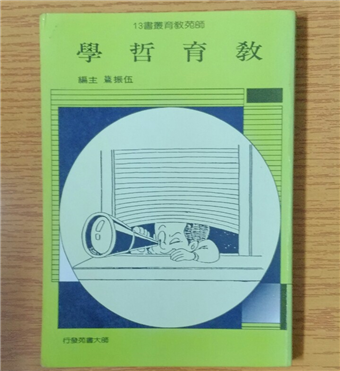 師苑教育叢書13
教育哲學
伍振鷟 主編
師大書苑發行